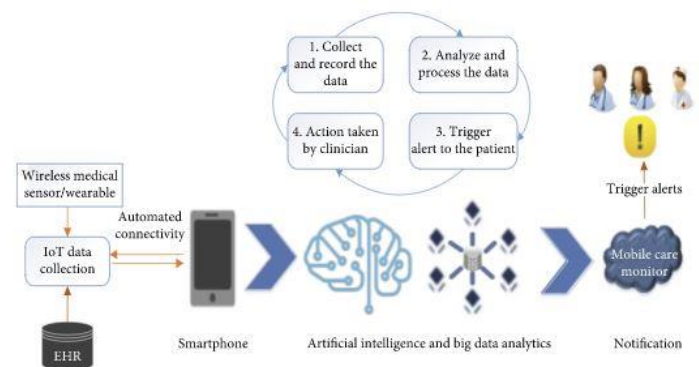 1. Collect
and record the
data
2. Analyze and
process the data
4. Action taken
by clinician
3. Trigger
alert to the patient
Wireless medical
sensor/wearable
Automated
connectivity
IoT data
collection
EHR
Smartphone
Artificial intelligence and big data analytics
Trigger alerts
Mobile care
monitor
Notification